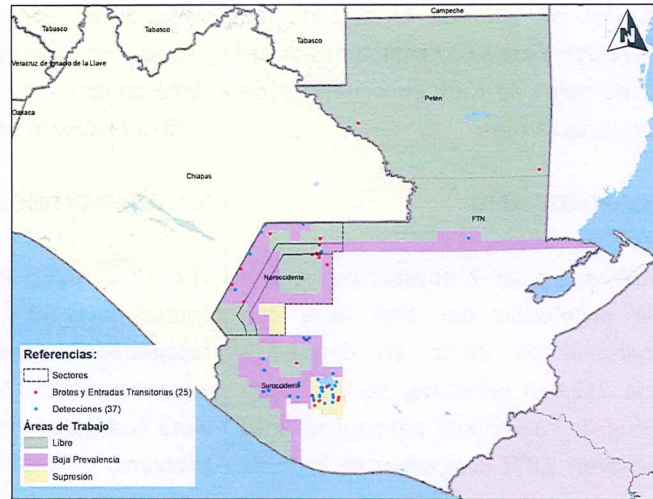 Campeche
Tabasco
Tabasco
Tabasco
Veracruz de Ignacio de la Llave
Oaxaca
N
Petén
Chiapas
FTN
Noroccidente
Suroccidente
Referencias:
Sectores
Brotes y Entradas Transitorias (25)
Detecciones (37)
Áreas de Trabajo
Libre
Baja Prevalencia
Supresión